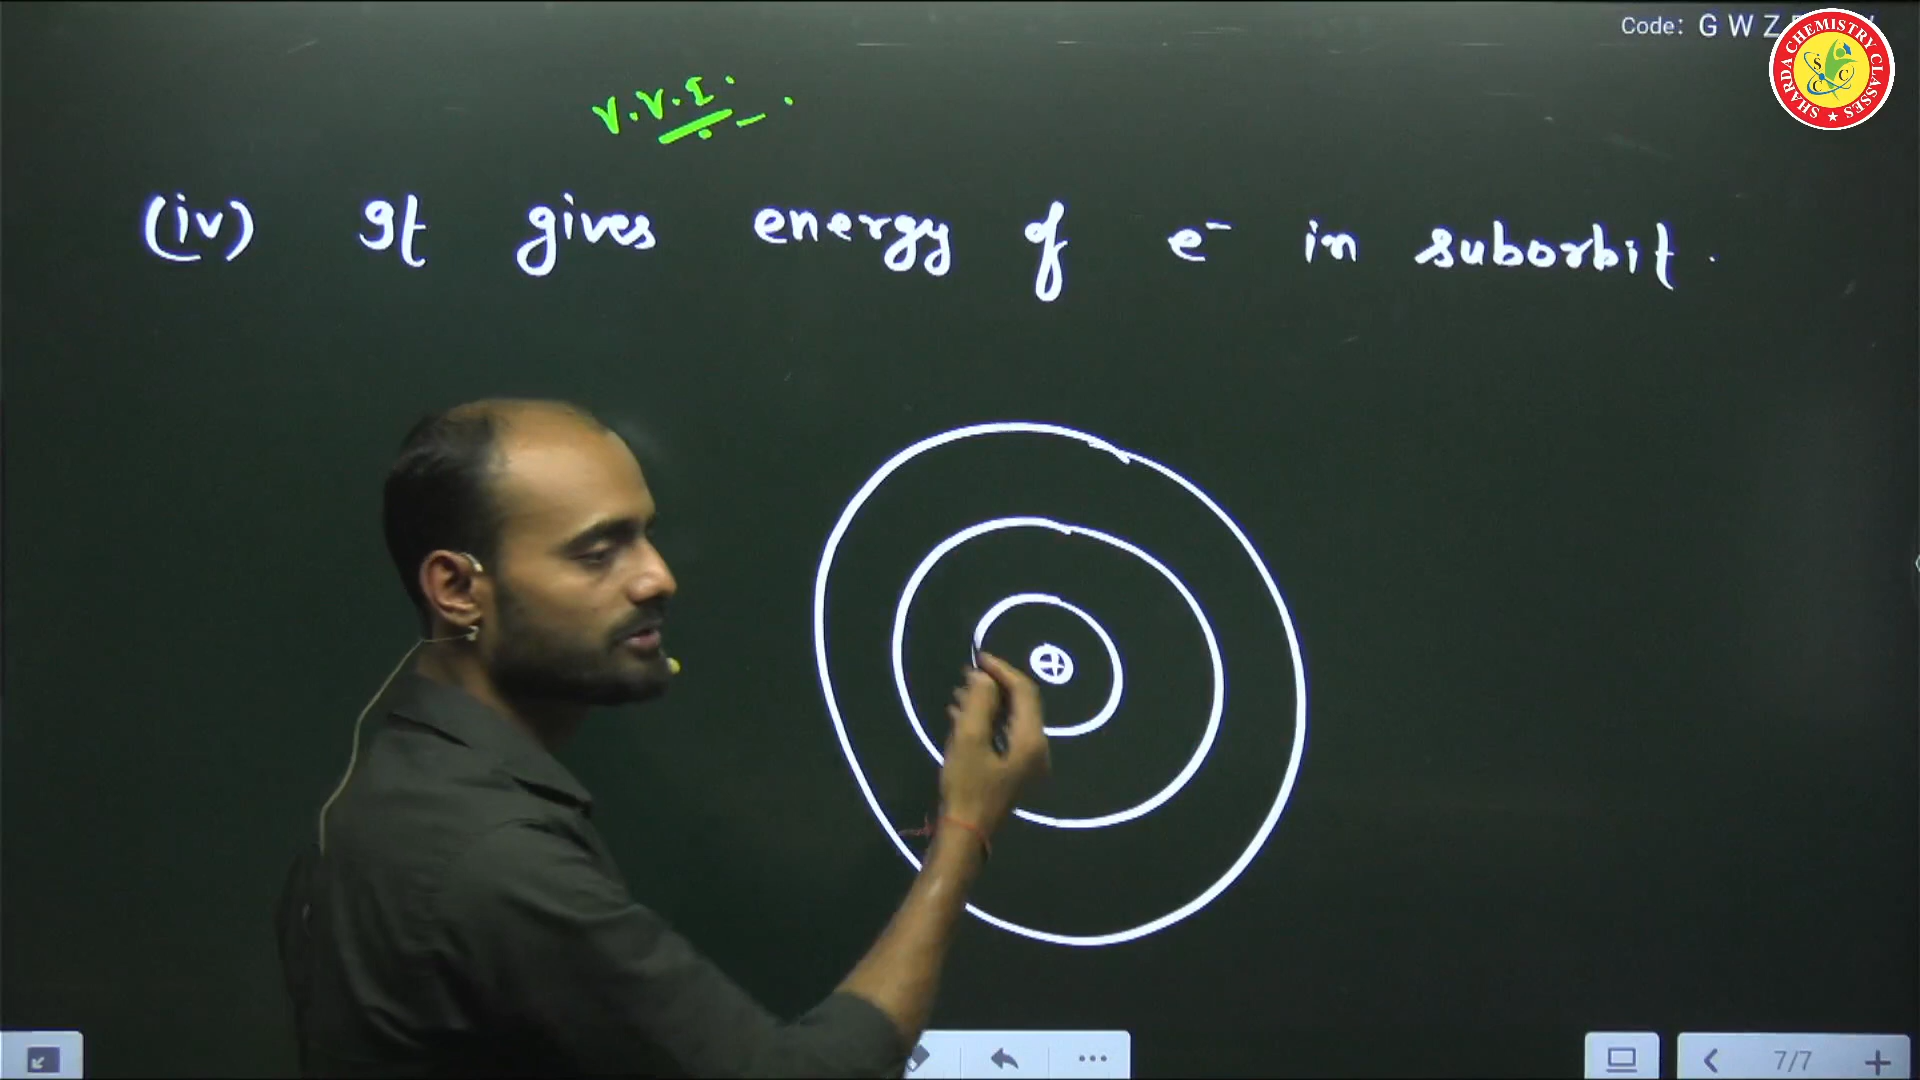 Code: G W Z
SHARDA CHEMISTRY CLASSES
S C C
V.V.I.
(iv) It gives energy of e⁻ in suborbit.
7/7